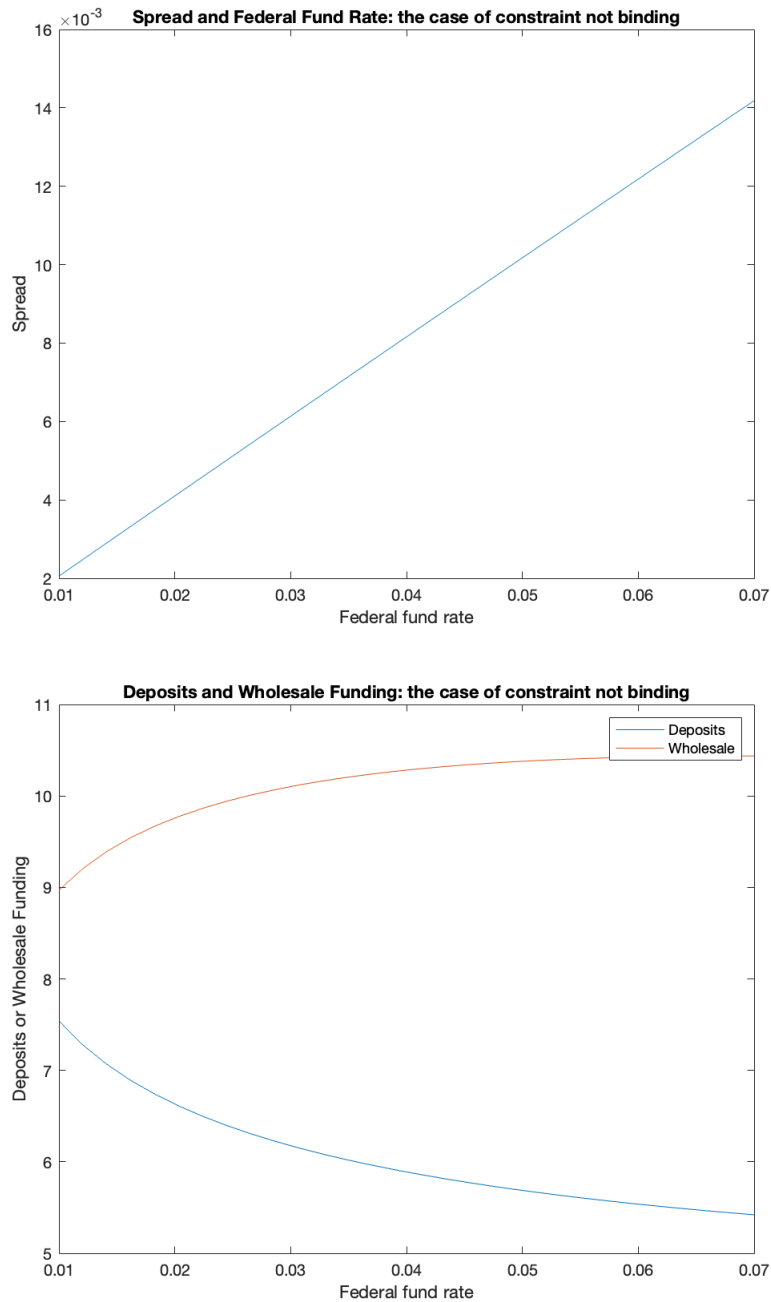 Spread and Federal Fund Rate: the case of constraint not binding
×10-3
16
14
12
10
8
6
4
2
Spread
0.01 0.02 0.03 0.04 0.05 0.06 0.07
Federal fund rate
Deposits and Wholesale Funding: the case of constraint not binding
11
10
9
8
7
6
5
Deposits or Wholesale Funding
Deposits
Wholesale
0.01 0.02 0.03 0.04 0.05 0.06 0.07
Federal fund rate